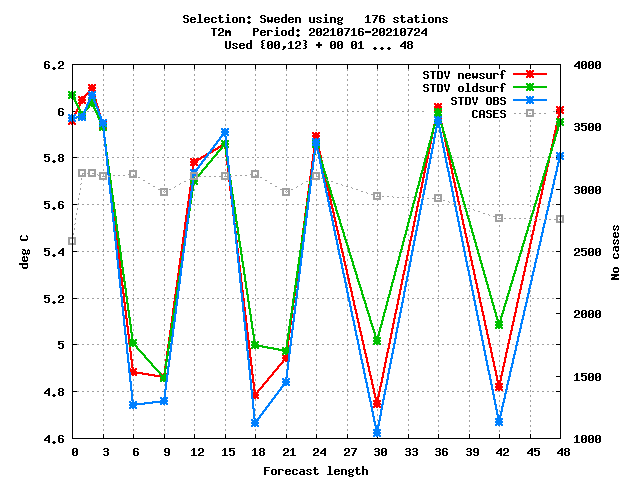 Selection: Sweden using   176 stations
T2m   Period: 20210716-20210724
Used {00,12} + 00 01 ... 48
STDV newsurf
STDV oldsurf
STDV OBS
CASES
deg C
6.2
6
5.8
5.6
5.4
5.2
5
4.8
4.6
4000
3500
3000
2500
2000
1500
1000
No cases
0 3 6 9 12 15 18 21 24 27 30 33 36 39 42 45 48
Forecast length